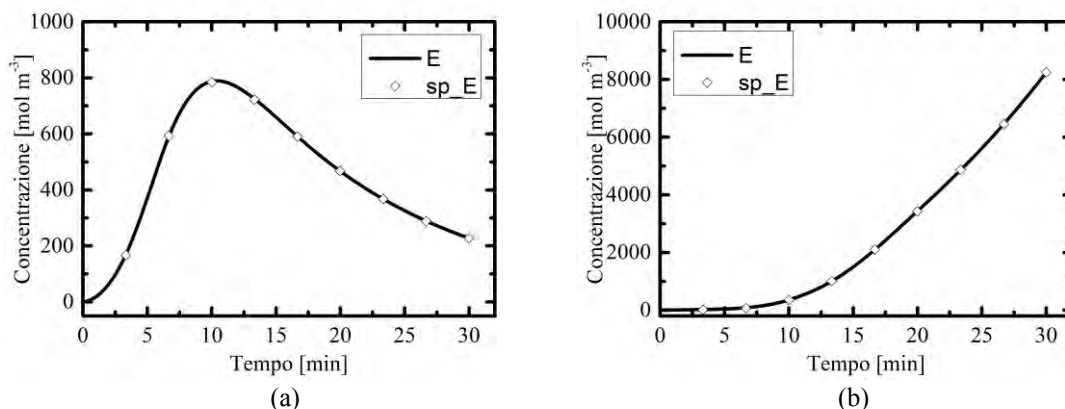 1000
800
600
400
200
0
Concentrazione [mol m⁻³]
E
sp_E
0 5 10 15 20 25 30
Tempo [min]
(a)
10000
8000
6000
4000
2000
0
Concentrazione [mol m⁻³]
E
sp_E
0 5 10 15 20 25 30
Tempo [min]
(b)